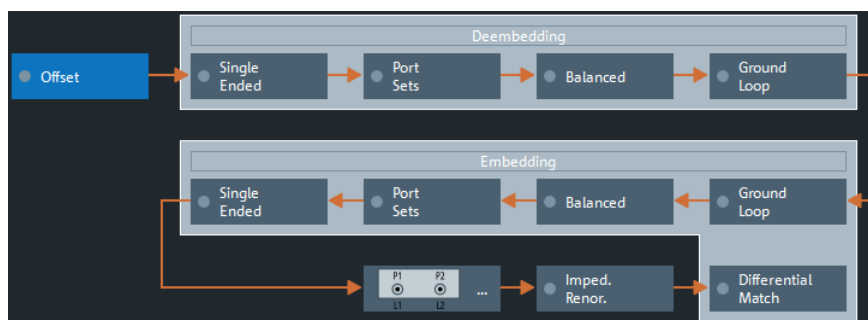 Deembedding
Offset
Single
Ended
Port
Sets
Balanced
Ground
Loop
Embedding
Single
Ended
Port
Sets
Balanced
Ground
Loop
P1 P2
L1 L2
...
Imped.
Renor.
Differential
Match